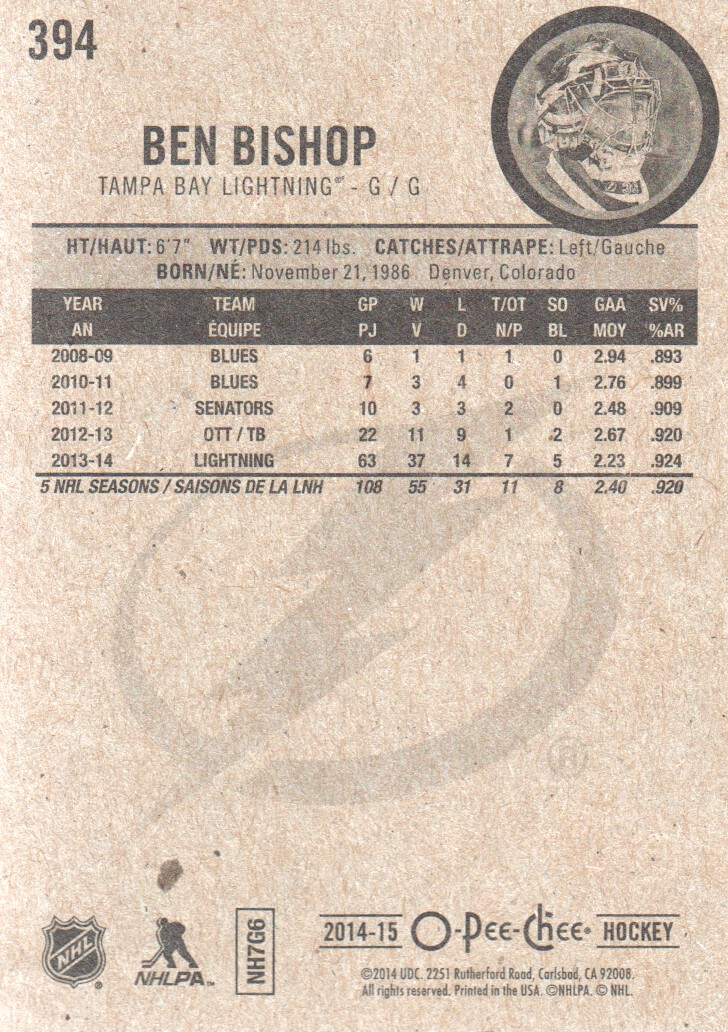 394
BEN BISHOP
TAMPA BAY LIGHTNING® - G / G
HT/HAUT: 6'7" WT/PDS: 214 lbs. CATCHES/ATTRAPE: Left/Gauche
BORN/NÉ: November 21, 1986 Denver, Colorado
YEAR TEAM GP W L T/OT SO GAA SV%
AN ÉQUIPE PJ V D N/P BL MOY %AR
2008-09 BLUES 6 1 1 1 0 2.94 .893
2010-11 BLUES 7 3 4 0 1 2.76 .899
2011-12 SENATORS 10 3 3 2 0 2.48 .909
2012-13 OTT / TB 22 11 9 1 2 2.67 .920
2013-14 LIGHTNING 63 37 14 7 5 2.23 .924
5 NHL SEASONS / SAISONS DE LA LNH 108 55 31 11 8 2.40 .920
®
NHL ®
NHLPA™
NH7G6
2014-15 O-Pee-Chee® HOCKEY
©2014 UDC. 2251 Rutherford Road, Carlsbad, CA 92008.
All rights reserved. Printed in the USA. ©NHLPA. © NHL.